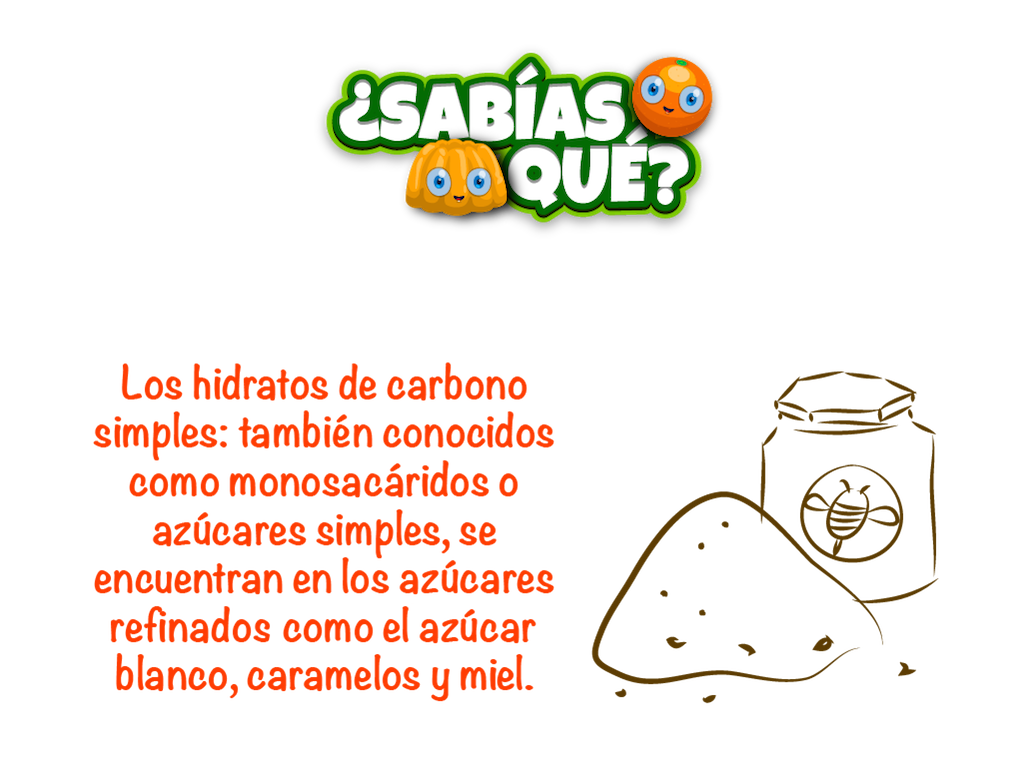 ¿SABÍAS
QUÉ?
Los hidratos de carbono
simples: también conocidos
como monosacáridos o
azúcares simples, se
encuentran en los azúcares
refinados como el azúcar
blanco, caramelos y miel.